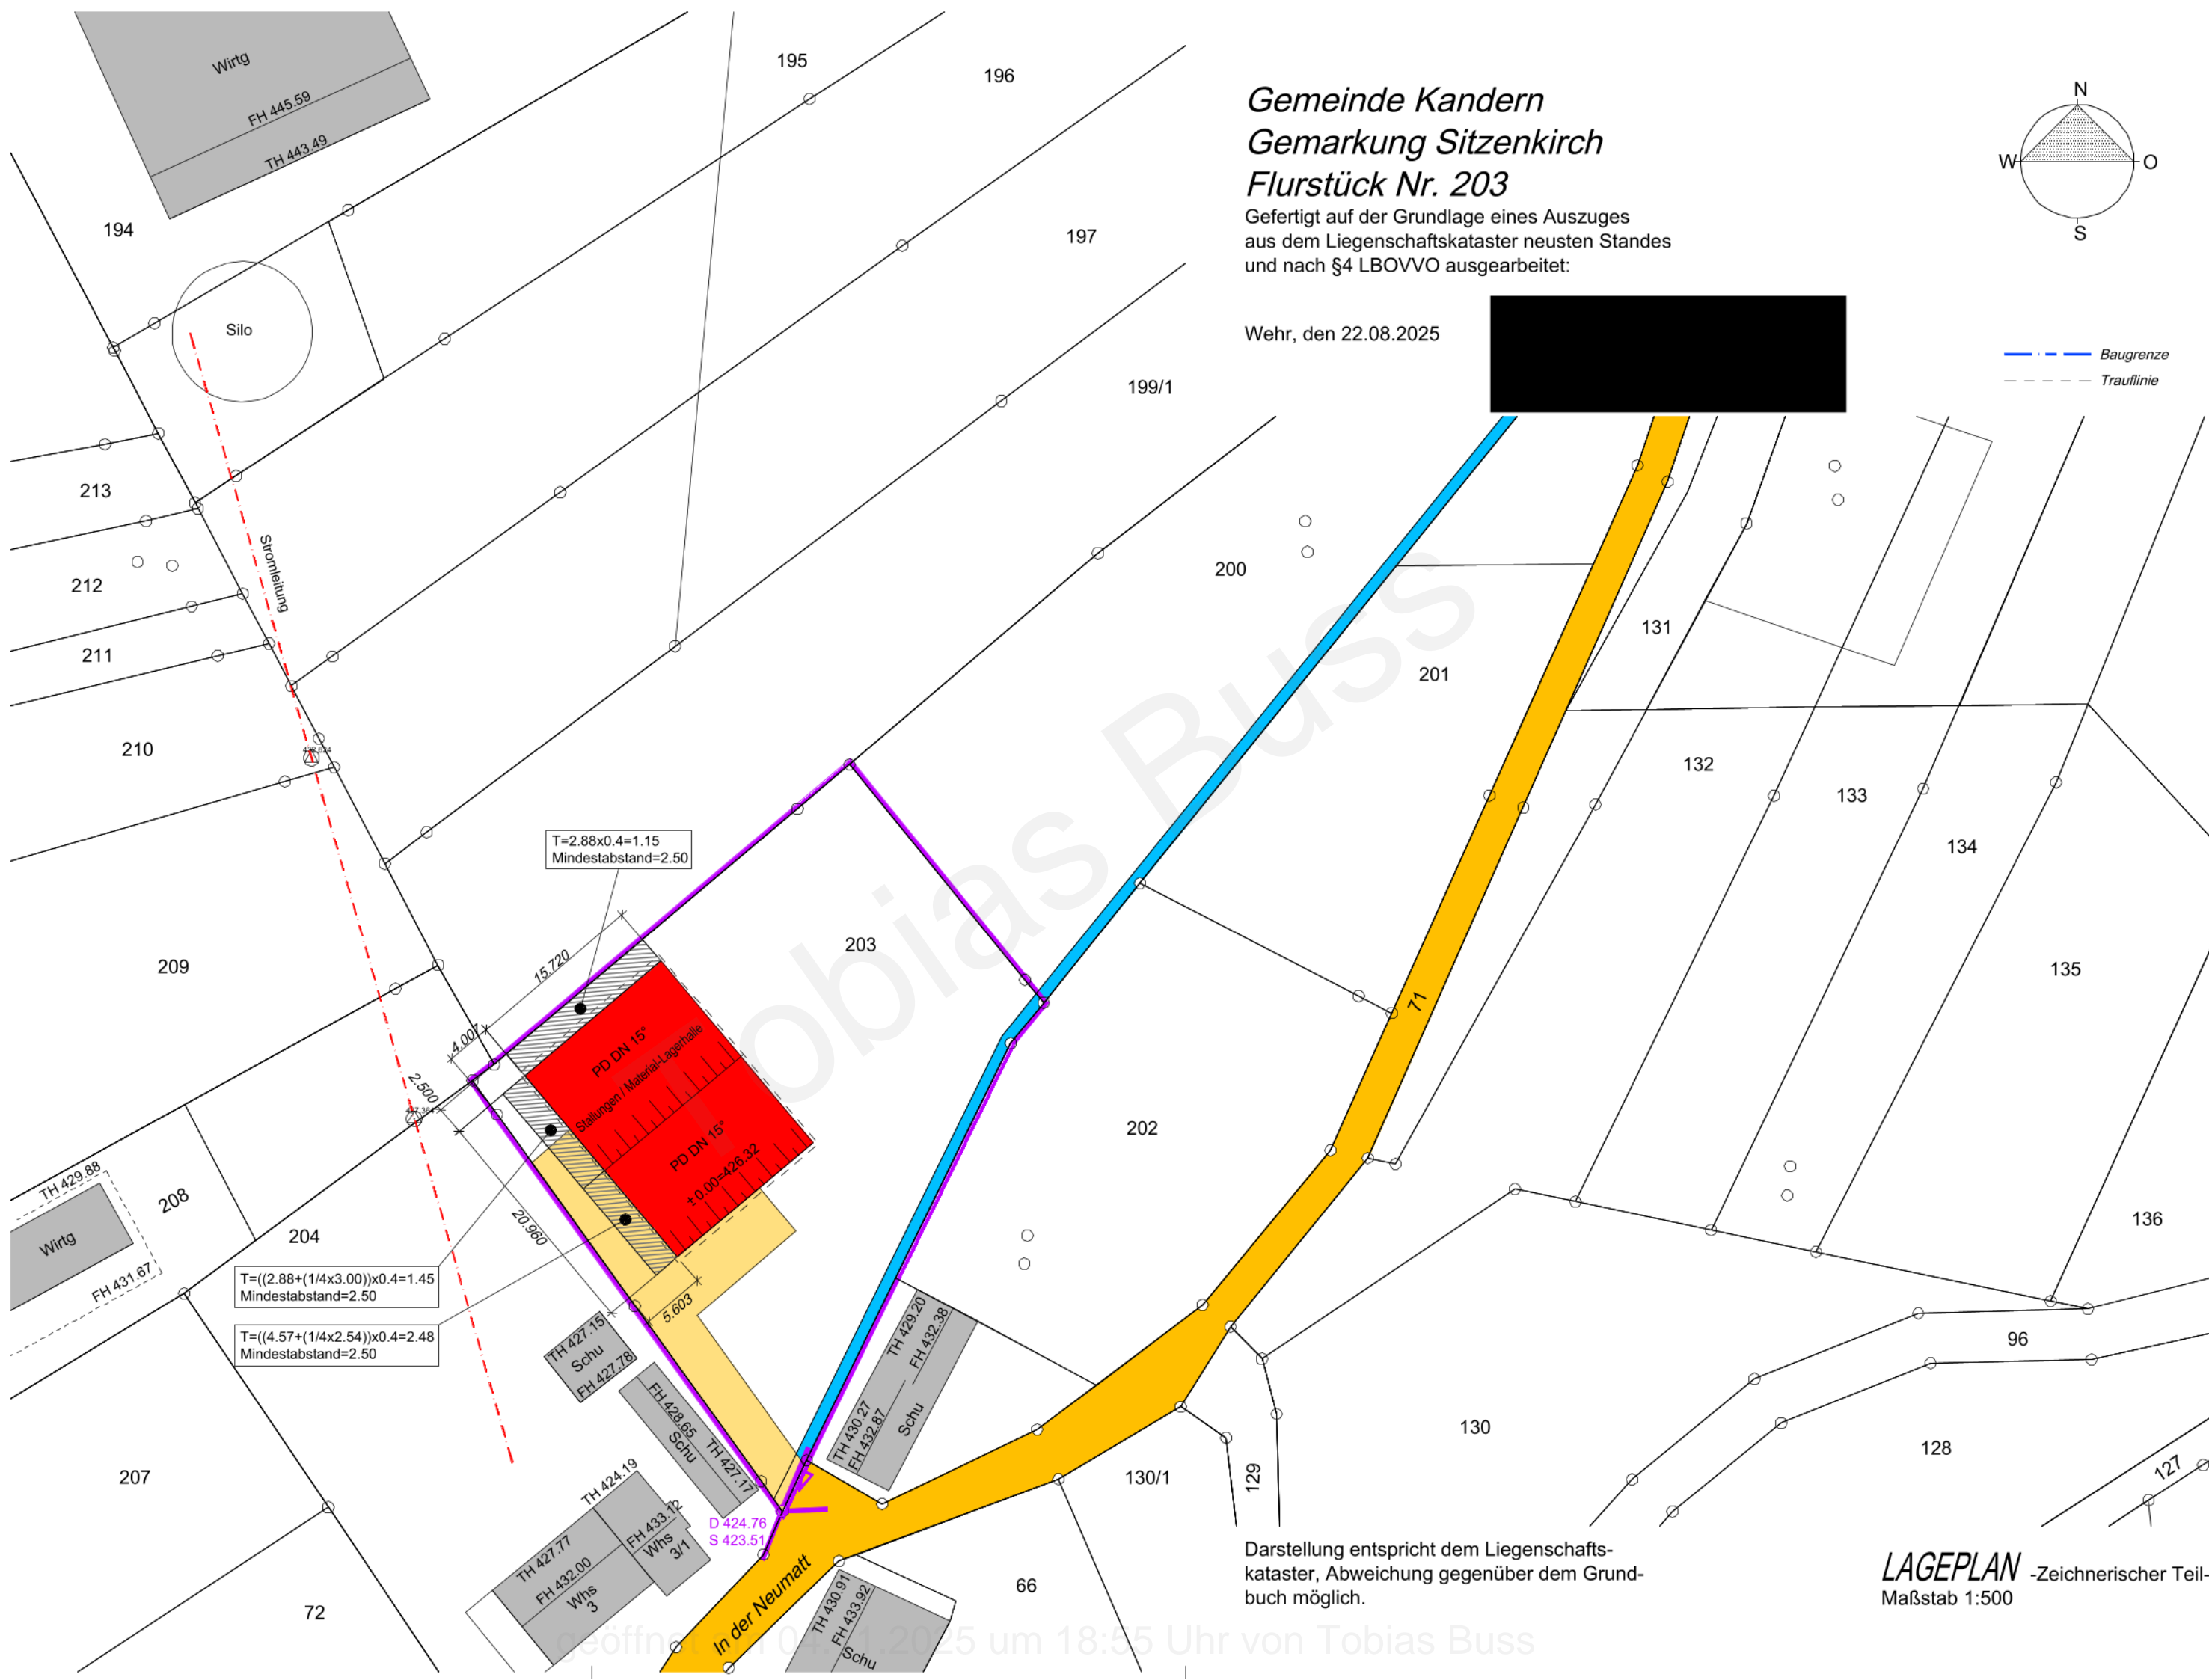 Wirtg
FH 445.59
TH 443.49
195
196
194
197
199/1
Silo
213
212
211
210
209
Stromleitung
Gemeinde Kandern
Gemarkung Sitzenkirch
Flurstück Nr. 203
Gefertigt auf der Grundlage eines Auszuges
aus dem Liegenschaftskataster neusten Standes
und nach §4 LBOVVO ausgearbeitet:
Wehr, den 22.08.2025
N
W
O
S
Baugrenze
Trauflinie
200
201
131
132
133
134
135
136
71
202
203
T=2.88x0.4=1.15
Mindestabstand=2.50
15.720
4.007
2.500
20.960
5.603
PD DN 15°
Stallungen / Material-Lagerhalle
PD DN 15°
±0.00=426.32
TH 429.88
Wirtg
FH 431.67
208
204
T=((2.88+(1/4x3.00))x0.4=1.45
Mindestabstand=2.50
T=((4.57+(1/4x2.54))x0.4=2.48
Mindestabstand=2.50
TH 427.15
Schu
FH 427.78
FH 428.65
Schu
TH 427.17
TH 429.20
FH 432.38
TH 430.27
FH 432.87
Schu
207
72
TH 424.19
TH 427.77
FH 432.00
Whs
3
FH 433.12
Whs
3/1
D 424.76
S 423.51
In der Neumatt
TH 430.91
FH 433.92
Schu
66
130/1
129
130
96
128
127
Darstellung entspricht dem Liegenschafts-
kataster, Abweichung gegenüber dem Grund-
buch möglich.
LAGEPLAN -Zeichnerischer Teil-
Maßstab 1:500
Tobias Buss